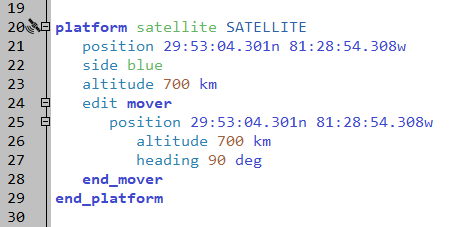 19
20 platform satellite SATELLITE
21 position 29:53:04.301n 81:28:54.308w
22 side blue
23 altitude 700 km
24 edit mover
25 position 29:53:04.301n 81:28:54.308w
26 altitude 700 km
27 heading 90 deg
28 end_mover
29 end_platform
30